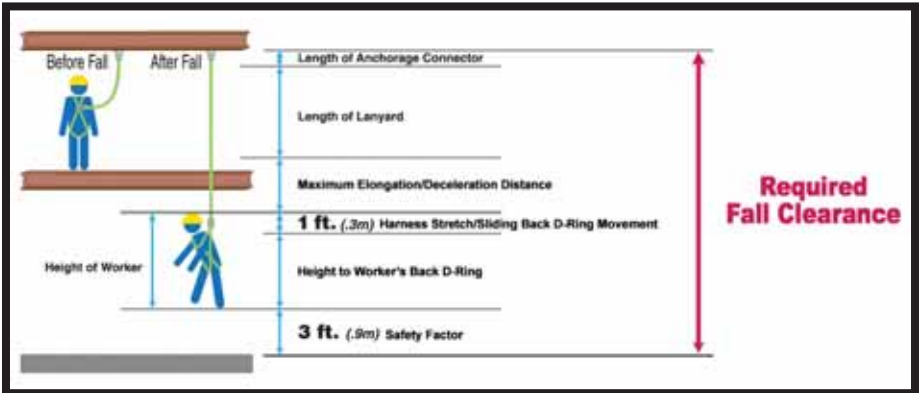 Before Fall
After Fall
Length of Anchorage Connector
Length of Lanyard
Maximum Elongation/Deceleration Distance
1 ft. (.3m) Harness Stretch/Sliding Back D-Ring Movement
Height of Worker
Height to Worker's Back D-Ring
3 ft. (.9m) Safety Factor
Required
Fall Clearance